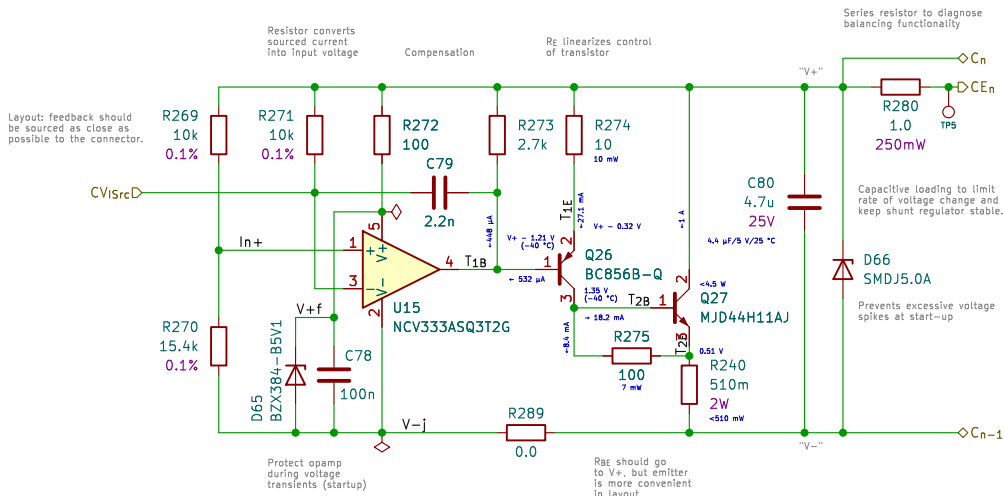 Series resistor to diagnose
balancing functionality
Resistor converts
sourced current
into input voltage
Compensation
RE linearizes control
of transistor
Cn
"V+"
CEn
R280
1.0
250mW
TP5
Layout: feedback should
be sourced as close as
possible to the connector.
R269
10k
0.1%
R271
10k
0.1%
R272
100
R273
2.7k
R274
10
10 mW
C79
2.2n
CVISrc
C80
4.7u
25V
4.4 µF/5 V/25 °C
Capacitive loading to limit
rate of voltage change and
keep shunt regulator stable.
←448 µA
←27.1 mA
←1 A
T1E
V+ - 0.32 V
V+ - 1.21 V
(-40 °C)
In+
1
3
5
V+
V-
2
+
-
4
T1B
← 532 µA
U15
NCV333ASQ3T2G
1
2
3
Q26
BC856B-Q
1.35 V
(-40 °C)
T2B
→ 18.2 mA
←8.4 mA
1
2
3
<4.5 W
Q27
MJD44H11AJ
D66
SMDJ5.0A
Prevents excessive voltage
spikes at start-up
V+f
R270
15.4k
0.1%
D65
BZX384-B5V1
C78
100n
R275
100
7 mW
0.51 V
R240
510m
2W
<510 mW
V-j
R289
0.0
Cn-1
"V-"
Protect opamp
during voltage
transients (startup)
RBE should go
to V+, but emitter
is more convenient
in layout